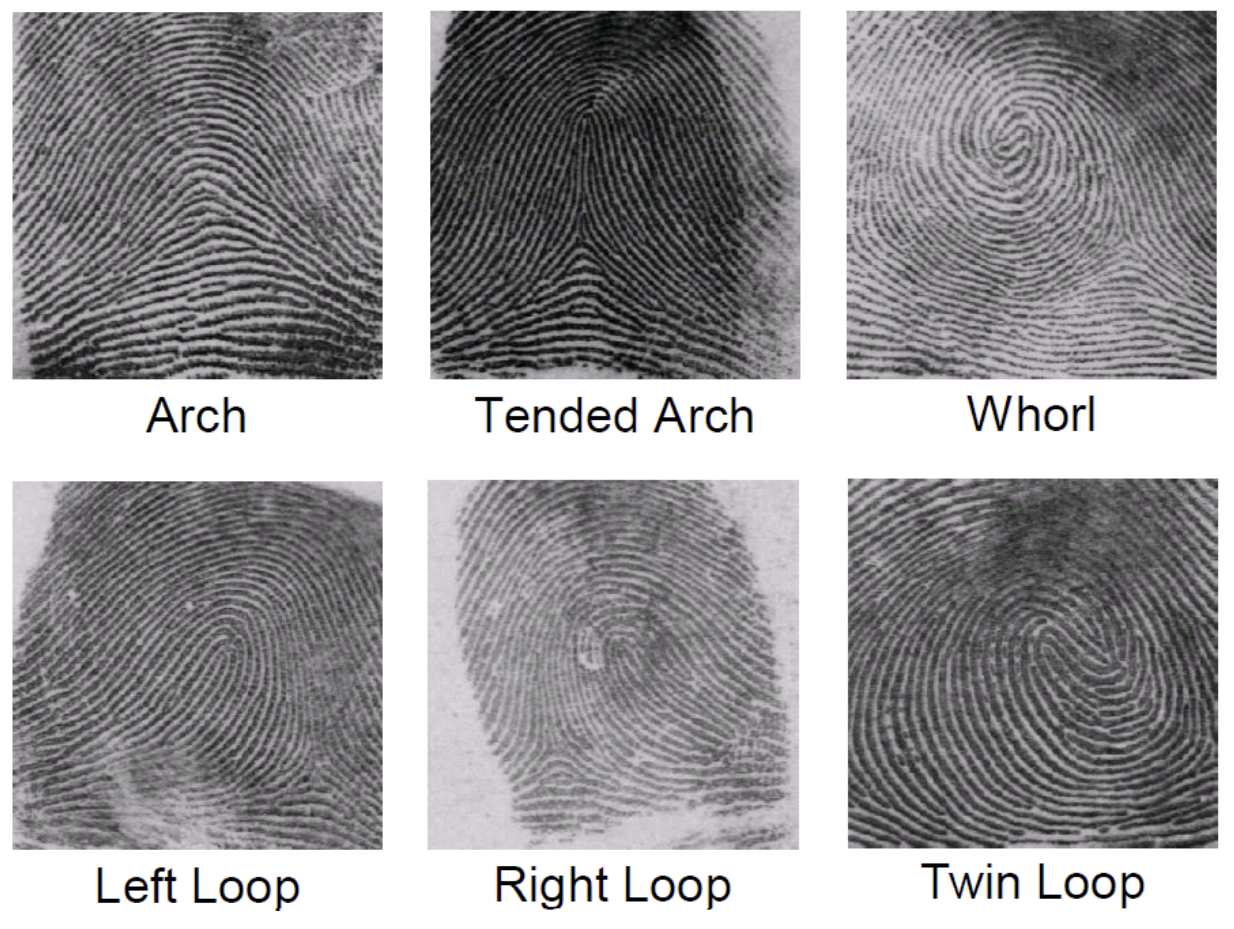 Arch
Tended Arch
Whorl
Left Loop
Right Loop
Twin Loop